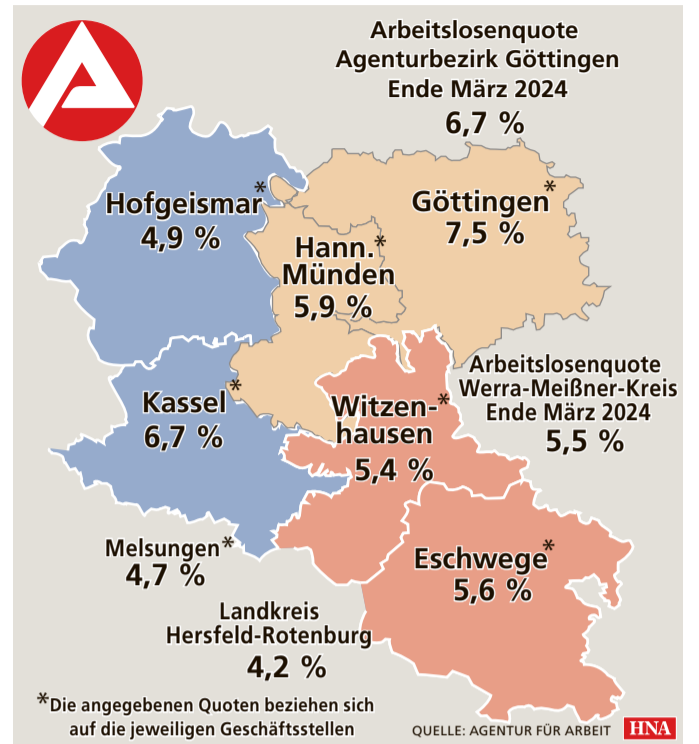 Arbeitslosenquote
Agenturbezirk Göttingen
Ende März 2024
6,7 %
Hofgeismar*
4,9 %
Göttingen*
7,5 %
Hann.*
Münden
5,9 %
Arbeitslosenquote
Werra-Meißner-Kreis
Ende März 2024
5,5 %
Kassel*
6,7 %
Witzen-*
hausen
5,4 %
Melsungen*
4,7 %
Eschwege*
5,6 %
Landkreis
Hersfeld-Rotenburg
4,2 %
*Die angegebenen Quoten beziehen sich
auf die jeweiligen Geschäftsstellen
QUELLE: AGENTUR FÜR ARBEIT HNA